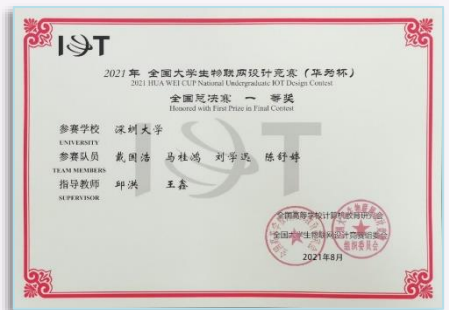 IOT
2021年 全国大学生物联网设计竞赛（华为杯）
2021 HUA WEI CUP National Undergraduate IOT Design Contest
全国总决赛 一 等奖
Honored with First Prize in Final Contest
参赛学校 深圳大学
UNIVERSITY
参赛队员 戴国浩 马桂鸿 刘学远 陈舒婷
TEAM MEMBERS
指导教师 邱洪 王鑫
SUPERVISOR
全国高等学校计算机教育研究会
全国大学生物联网设计竞赛组委会
2021年8月